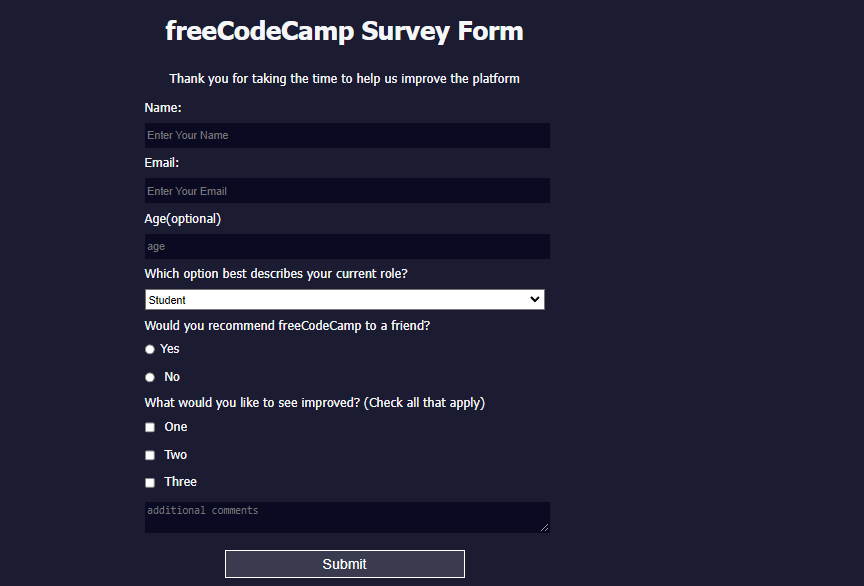 freeCodeCamp Survey Form
Thank you for taking the time to help us improve the platform
Name:
Enter Your Name
Email:
Enter Your Email
Age(optional)
age
Which option best describes your current role?
Student
Would you recommend freeCodeCamp to a friend?
Yes
No
What would you like to see improved? (Check all that apply)
One
Two
Three
additional comments
Submit